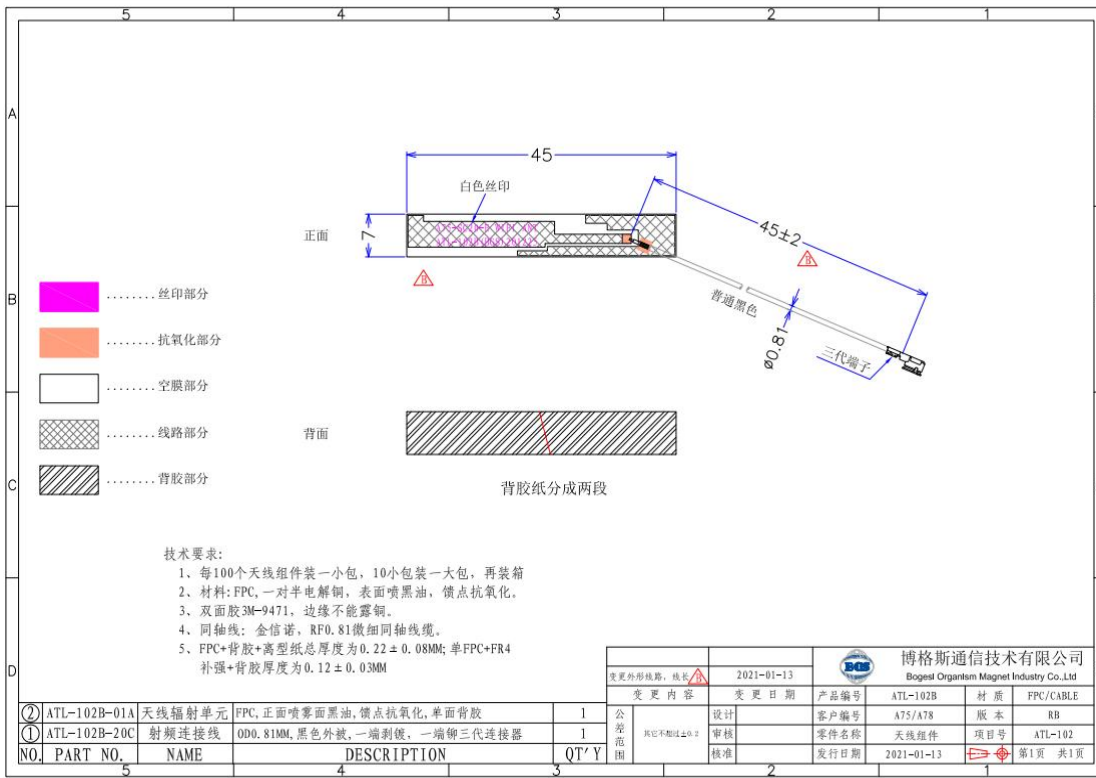 5 4 3 2 1
A
B
C
D
45
白色丝印
正面
7
45±2
B
B
普通黑色
ø0.81
三代端子
........丝印部分
........抗氧化部分
........空膜部分
........线路部分
........背胶部分
背面
背胶纸分成两段
技术要求:
1、每100个天线组件装一小包，10小包装一大包，再装箱
2、材料:FPC,一对半电解铜，表面喷黑油，馈点抗氧化。
3、双面胶3M-9471，边缘不能露铜。
4、同轴线：金信诺，RF0.81微细同轴线缆。
5、FPC+背胶+离型纸总厚度为0.22±0.08MM;单FPC+FR4
补强+背胶厚度为0.12±0.03MM
② ATL-102B-01A 天线辐射单元 FPC,正面喷雾面黑油,馈点抗氧化,单面背胶 1
① ATL-102B-20C 射频连接线 OD0.81MM,黑色外被,一端剥镀，一端铆三代连接器 1
NO. PART NO. NAME DESCRIPTION QT'Y
变更外形线路、线长 B 2021-01-13
变更内容 变更日期
BGS 博格斯通信技术有限公司
Bogesi Organism Magnet Industry Co.,Ltd
产品编号 ATL-102B 材质 FPC/CABLE
公差范围 其它不超过±0.2
设计 客户编号 A75/A78 版本 RB
审核 零件名称 天线组件 项目号 ATL-102
核准 发行日期 2021-01-13 第1页 共1页
5 4 3 2 1